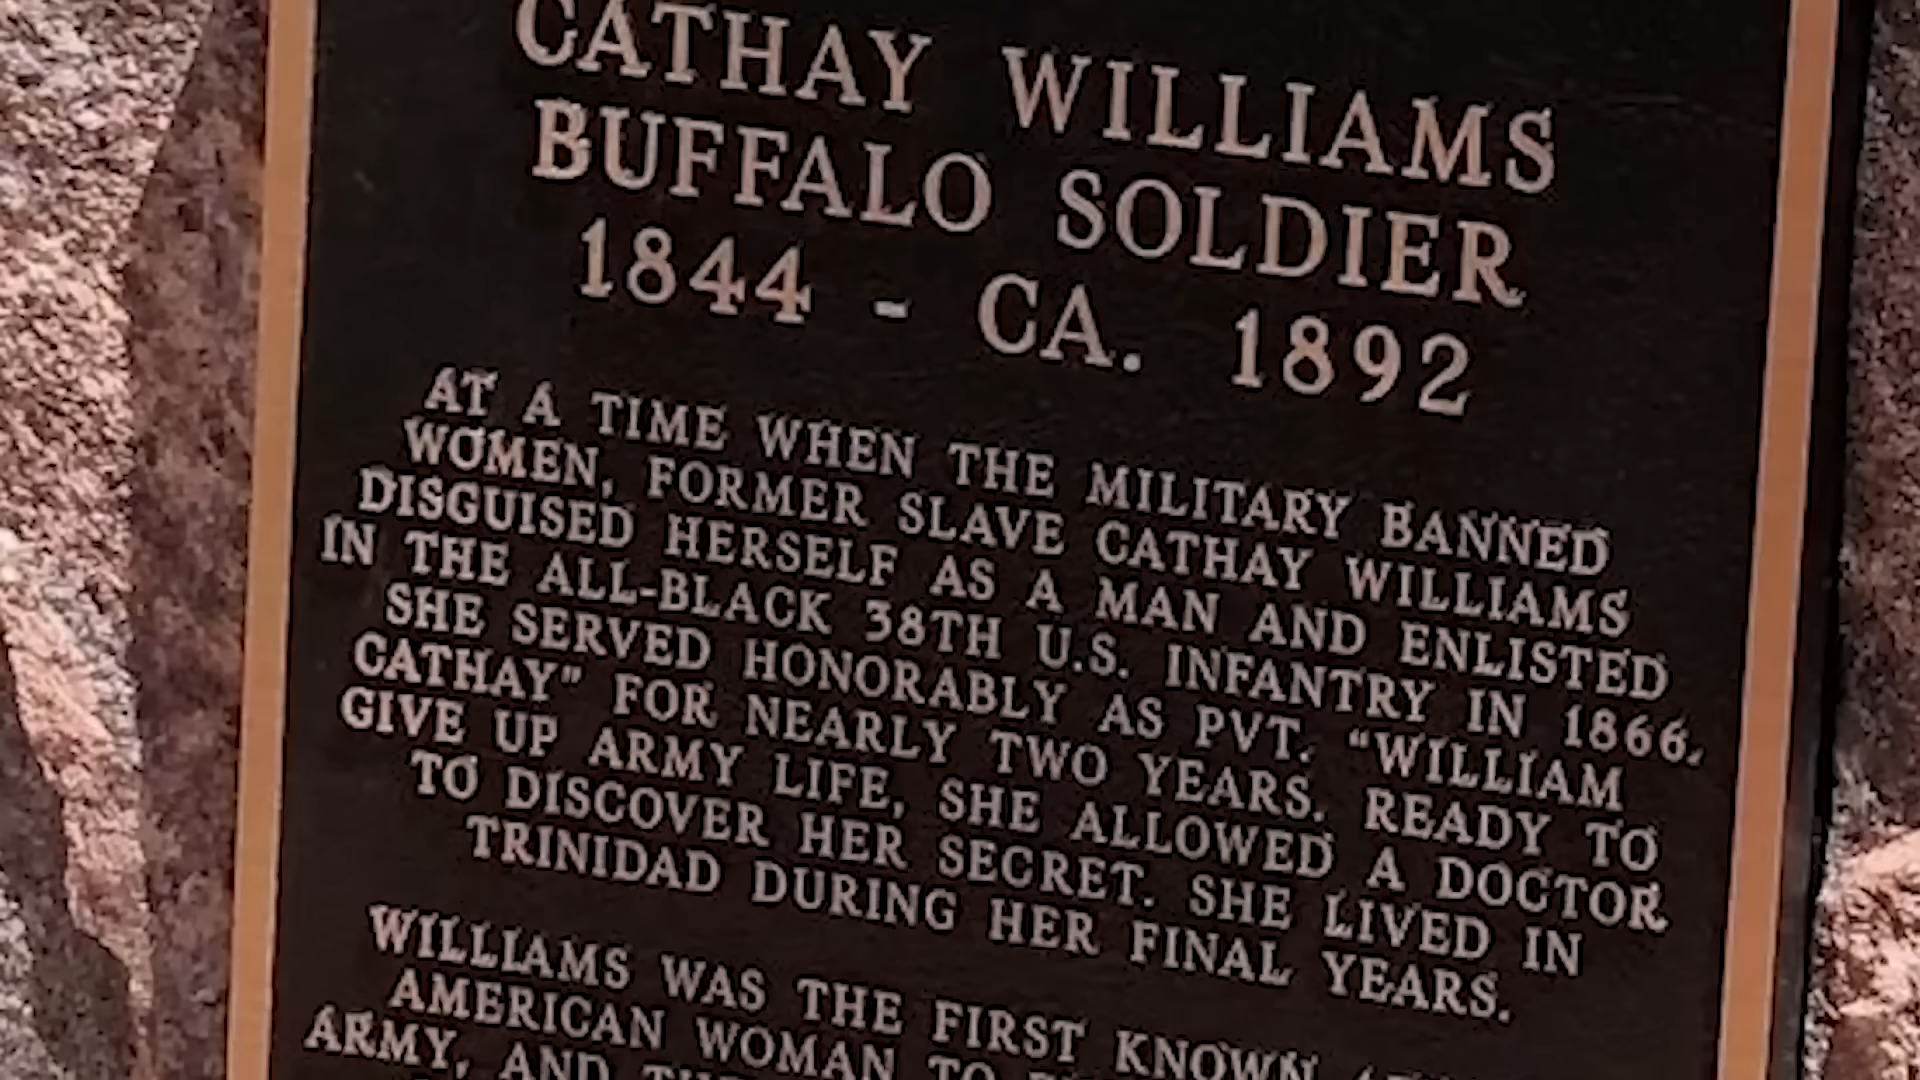 CATHAY WILLIAMS
BUFFALO SOLDIER
1844 - CA. 1892
AT A TIME WHEN THE MILITARY BANNED
WOMEN, FORMER SLAVE CATHAY WILLIAMS
DISGUISED HERSELF AS A MAN AND ENLISTED
IN THE ALL-BLACK 38TH U.S. INFANTRY IN 1866.
SHE SERVED HONORABLY AS PVT. "WILLIAM
CATHAY" FOR NEARLY TWO YEARS. READY TO
GIVE UP ARMY LIFE, SHE ALLOWED A DOCTOR
TO DISCOVER HER SECRET. SHE LIVED IN
TRINIDAD DURING HER FINAL YEARS.
WILLIAMS WAS THE FIRST KNOWN
AMERICAN WOMAN TO
ARMY, AND